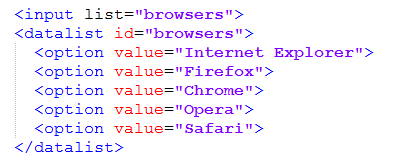 <input list="browsers">
<datalist id="browsers">
<option value="Internet Explorer">
<option value="Firefox">
<option value="Chrome">
<option value="Opera">
<option value="Safari">
</datalist>